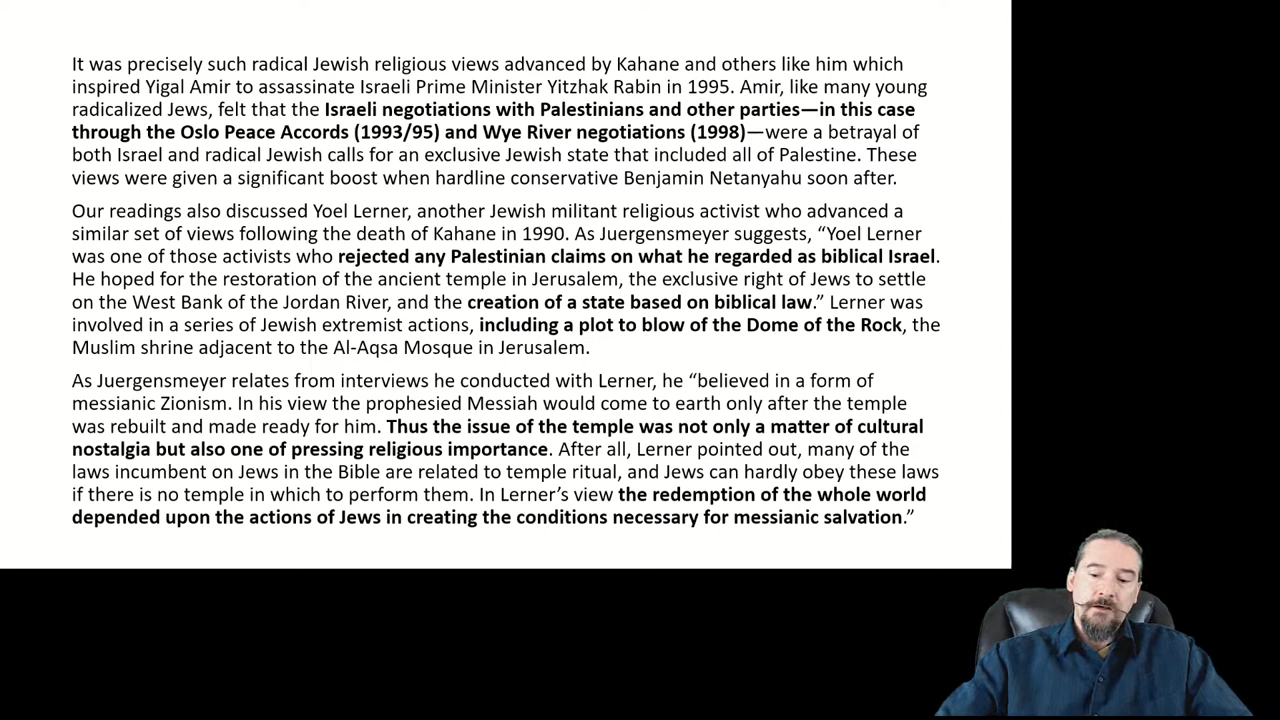 It was precisely such radical Jewish religious views advanced by Kahane and others like him which
inspired Yigal Amir to assassinate Israeli Prime Minister Yitzhak Rabin in 1995. Amir, like many young
radicalized Jews, felt that the Israeli negotiations with Palestinians and other parties—in this case
through the Oslo Peace Accords (1993/95) and Wye River negotiations (1998)—were a betrayal of
both Israel and radical Jewish calls for an exclusive Jewish state that included all of Palestine. These
views were given a significant boost when hardline conservative Benjamin Netanyahu soon after.
Our readings also discussed Yoel Lerner, another Jewish militant religious activist who advanced a
similar set of views following the death of Kahane in 1990. As Juergensmeyer suggests, “Yoel Lerner
was one of those activists who rejected any Palestinian claims on what he regarded as biblical Israel.
He hoped for the restoration of the ancient temple in Jerusalem, the exclusive right of Jews to settle
on the West Bank of the Jordan River, and the creation of a state based on biblical law.” Lerner was
involved in a series of Jewish extremist actions, including a plot to blow of the Dome of the Rock, the
Muslim shrine adjacent to the Al-Aqsa Mosque in Jerusalem.
As Juergensmeyer relates from interviews he conducted with Lerner, he “believed in a form of
messianic Zionism. In his view the prophesied Messiah would come to earth only after the temple
was rebuilt and made ready for him. Thus the issue of the temple was not only a matter of cultural
nostalgia but also one of pressing religious importance. After all, Lerner pointed out, many of the
laws incumbent on Jews in the Bible are related to temple ritual, and Jews can hardly obey these laws
if there is no temple in which to perform them. In Lerner’s view the redemption of the whole world
depended upon the actions of Jews in creating the conditions necessary for messianic salvation.”